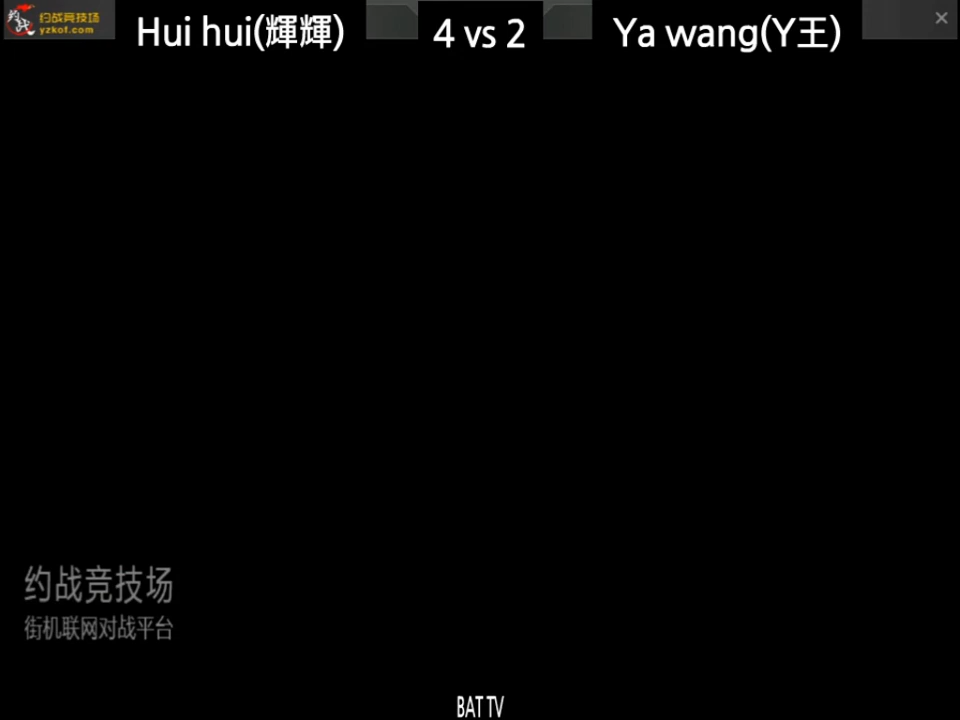 约战竞技场
yzkof.com
Hui hui(輝輝)
4 vs 2
Ya wang(Y王)
约战竞技场
街机联网对战平台
BAT TV